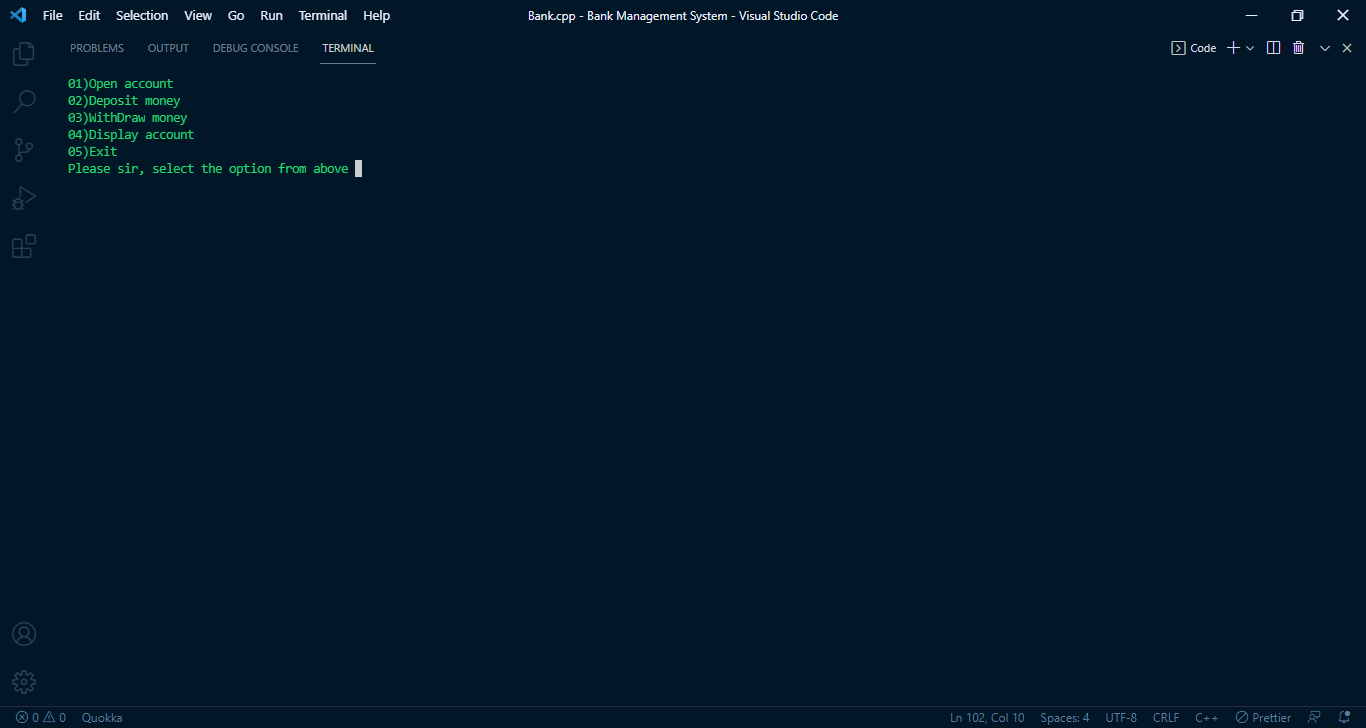 File Edit Selection View Go Run Terminal Help
Bank.cpp - Bank Management System - Visual Studio Code
PROBLEMS OUTPUT DEBUG CONSOLE TERMINAL
Code
01)Open account
02)Deposit money
03)WithDraw money
04)Display account
05)Exit
Please sir, select the option from above
0 0 Quokka
Ln 102, Col 10 Spaces: 4 UTF-8 CRLF C++ Prettier